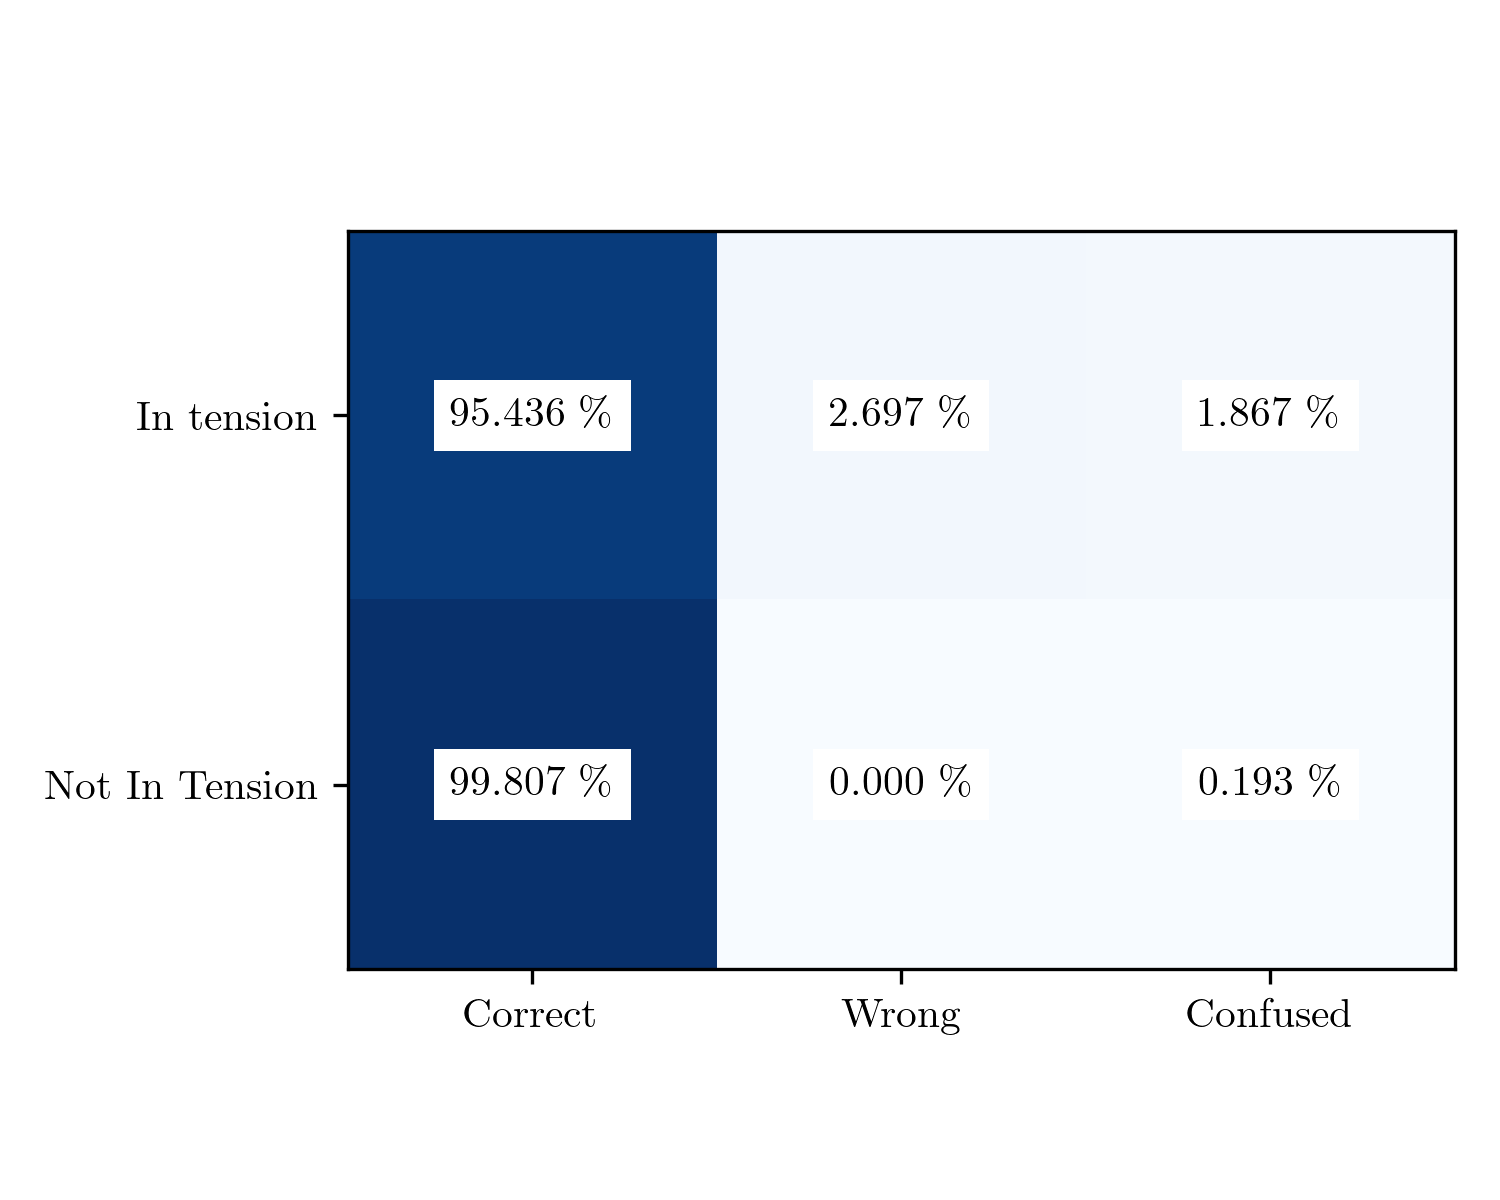 In tension
95.436 %
2.697 %
1.867 %
Not In Tension
99.807 %
0.000 %
0.193 %
Correct
Wrong
Confused